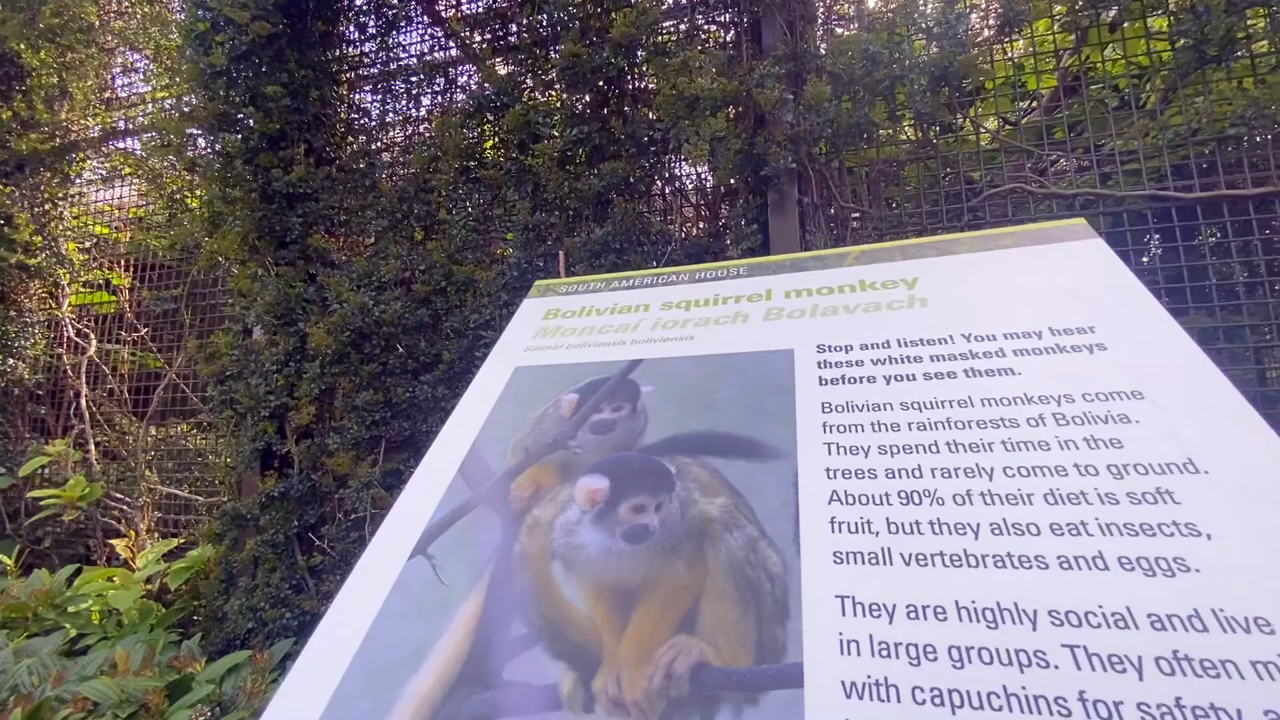 SOUTH AMERICAN HOUSE
Bolivian squirrel monkey
Moncaí iorach Bolavach
Saimiri boliviensis boliviensis
Stop and listen! You may hear
these white masked monkeys
before you see them.
Bolivian squirrel monkeys come
from the rainforests of Bolivia.
They spend their time in the
trees and rarely come to ground.
About 90% of their diet is soft
fruit, but they also eat insects,
small vertebrates and eggs.
They are highly social and live
in large groups. They often
with capuchins for safety,